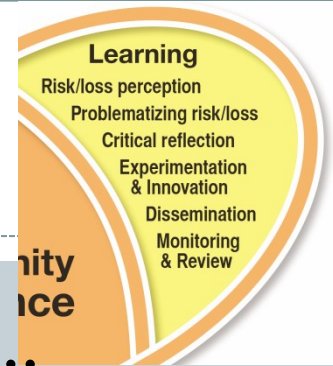 Learning
Risk/loss perception
Problematizing risk/loss
Critical reflection
Experimentation
& Innovation
Dissemination
Monitoring
& Review
nity
nce